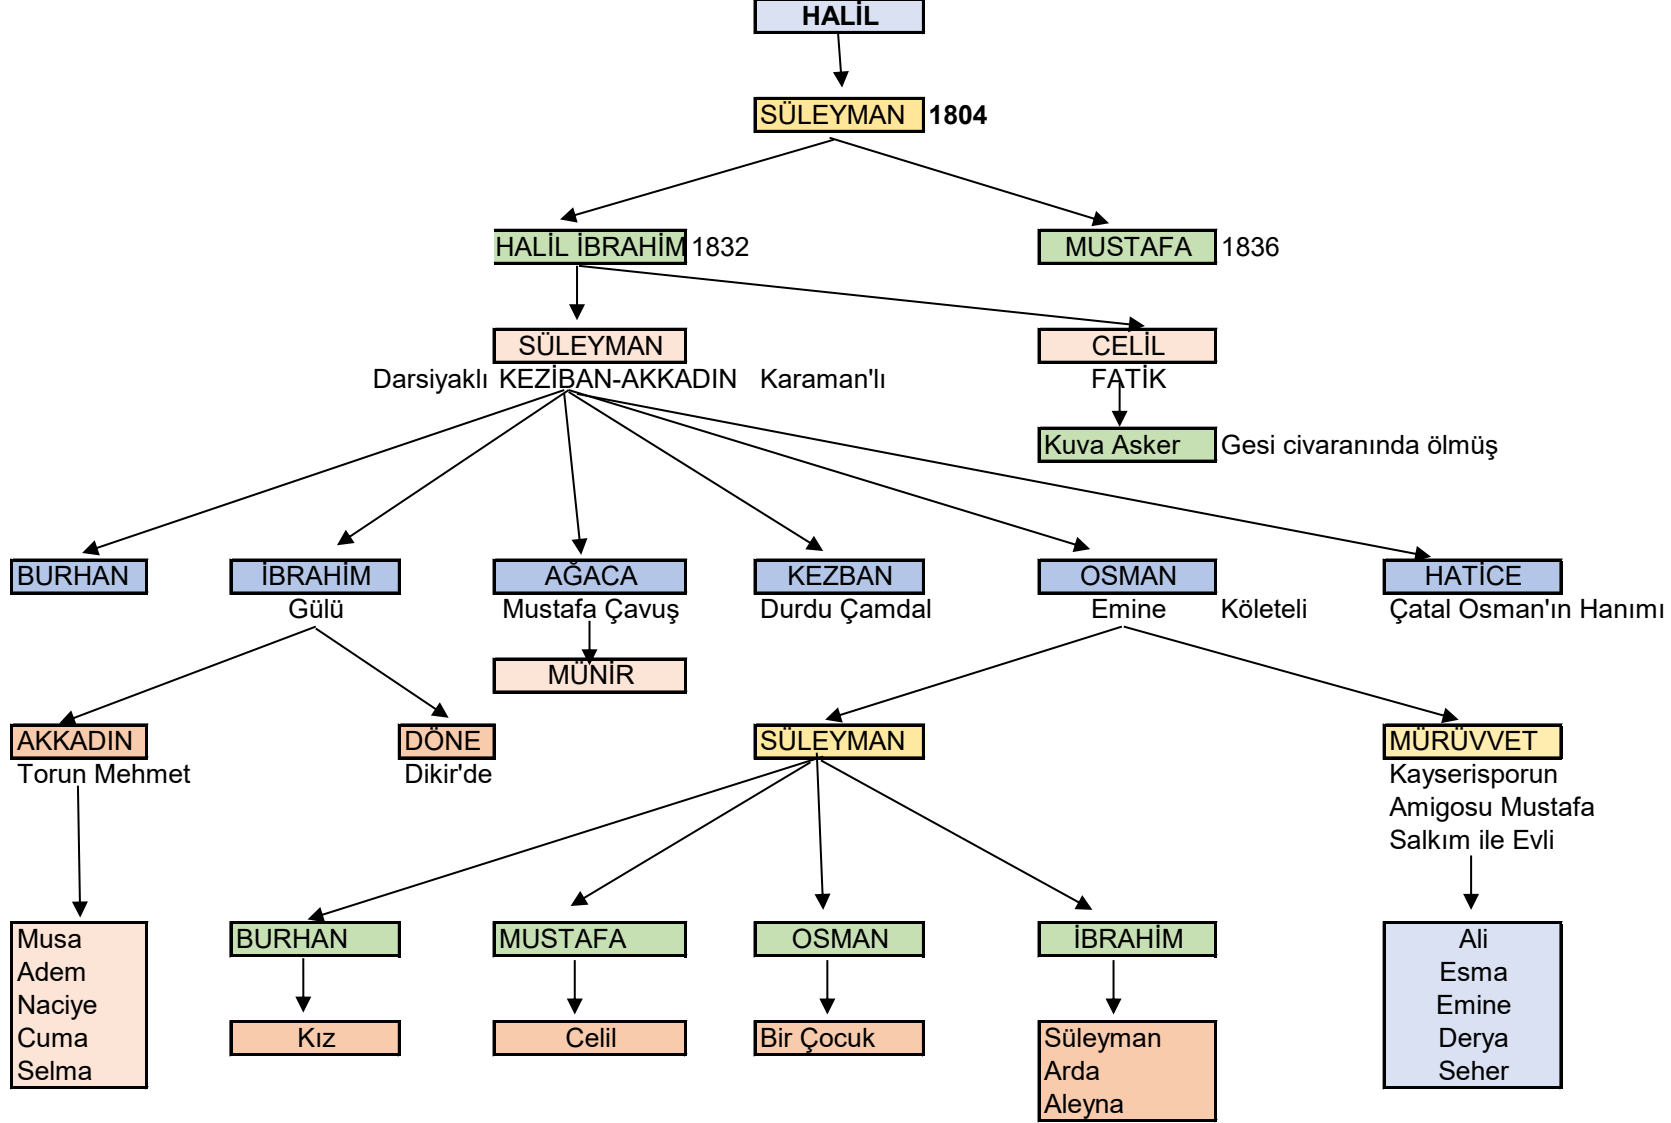 HALİL
SÜLEYMAN 1804
HALİL İBRAHİM 1832 MUSTAFA 1836
SÜLEYMAN CELİL
Darsiyaklı KEZİBAN-AKKADIN Karaman'lı FATİK
Kuva Asker Gesi civaranında ölmüş
BURHAN İBRAHİM AĞACA KEZBAN OSMAN HATİCE
Gülü Mustafa Çavuş Durdu Çamdal Emine Köleteli Çatal Osman'ın Hanımı
MÜNİR
AKKADIN DÖNE SÜLEYMAN MÜRÜVVET
Torun Mehmet Dikir'de Kayserisporun
Amigosu Mustafa
Salkım ile Evli
Musa BURHAN MUSTAFA OSMAN İBRAHİM Ali
Adem Esma
Naciye Emine
Cuma Kız Celil Bir Çocuk Süleyman Derya
Selma Arda Seher
Aleyna